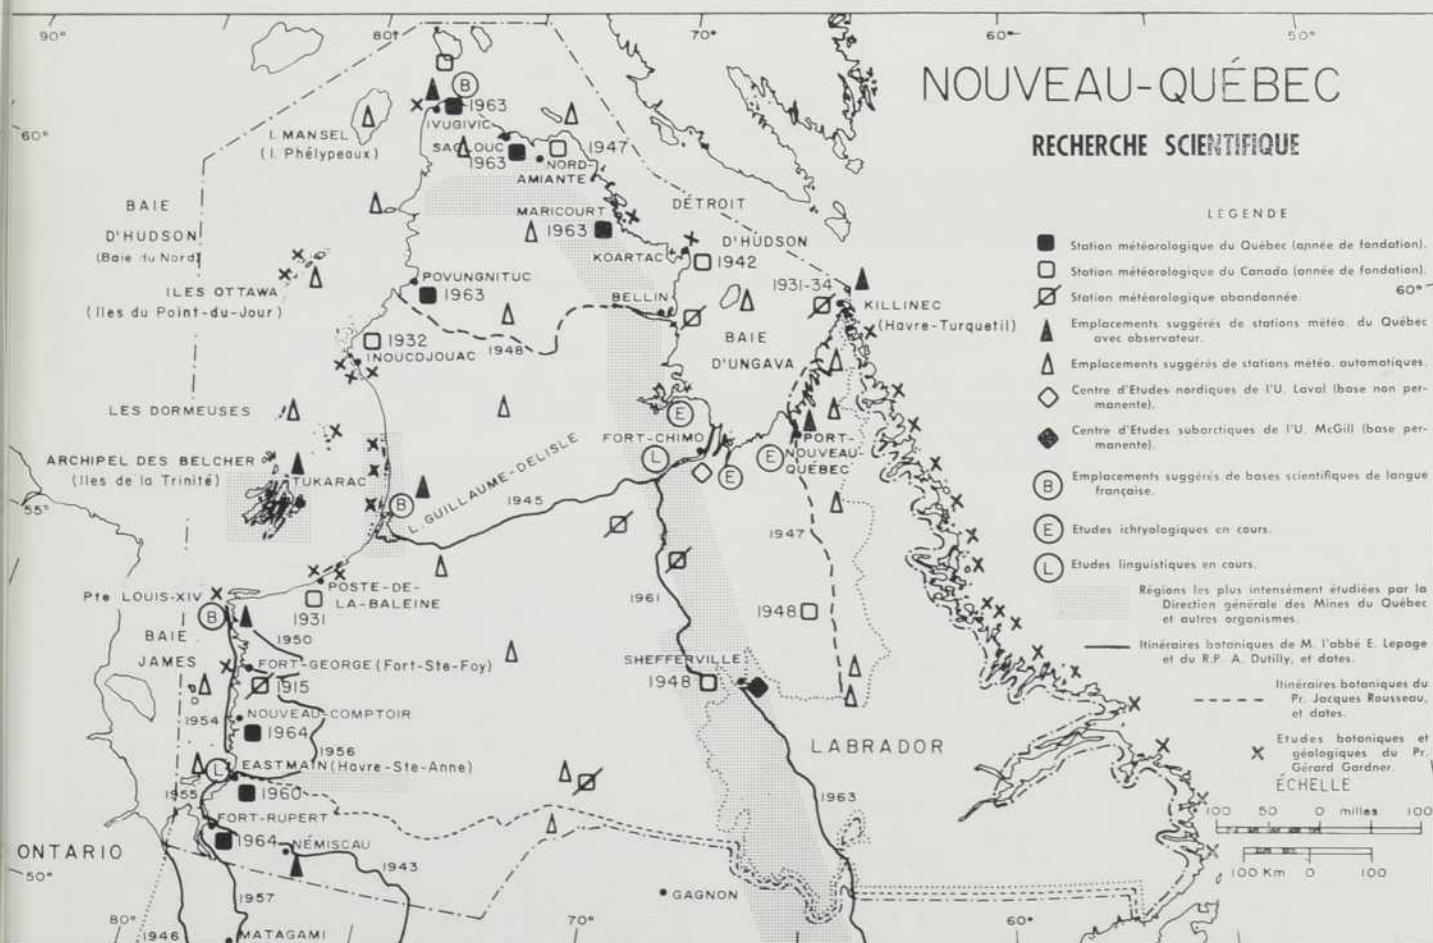 90°
80°
70°
60°
50°
NOUVEAU-QUÉBEC
RECHERCHE SCIENTIFIQUE
LÉGENDE
Station météorologique du Québec (année de fondation).
Station météorologique du Canada (année de fondation).
Station météorologique abandonnée.
Emplacements suggérés de stations météo. du Québec
avec observateur.
Emplacements suggérés de stations météo. automatiques.
Centre d'Etudes nordiques de l'U. Laval (base non per-
manente).
Centre d'Etudes subarctiques de l'U. McGill (base per-
manente).
B
Emplacements suggérés de bases scientifiques de langue
française.
E
Etudes ichtyologiques en cours.
L
Etudes linguistiques en cours.
Régions les plus intensément étudiées par la
Direction générale des Mines du Québec
et autres organismes.
Itinéraires botaniques de M. l'abbé E. Lepage
et du R.P. A. Dutilly, et dates.
Itinéraires botaniques du
Pr. Jacques Rousseau,
et dates.
Etudes botaniques et
géologiques du Pr.
Gérard Gardner.
ÉCHELLE
100 50 0 milles 100
100 Km 0 100
60°
60°
B
1963
IVUGIVIC
I. MANSEL
(I. Phélypeaux)
SAGLOUC
1963
1947
NORD-
AMIANTE
BAIE
D'HUDSON
(Baie du Nord)
MARICOURT
1963
DÉTROIT
D'HUDSON
KOARTAC
1942
ILES OTTAWA
(Iles du Point-du-Jour)
POVUNGNITUC
1963
BELLIN
1931-34
KILLINEC
(Havre-Turquetil)
1932
INOUCDJOUAC
1948
BAIE
D'UNGAVA
LES DORMEUSES
E
FORT-CHIMO
L
E
E
PORT-
NOUVEAU-
QUÉBEC
ARCHIPEL DES BELCHER
(Iles de la Trinité)
TUKARAC
B
L. GUILLAUME-DELISLE
1945
1947
55°
Pte LOUIS-XIV
B
POSTE-DE-
LA-BALEINE
1931
1961
1948
BAIE
JAMES
1950
FORT-GEORGE (Fort-Ste-Foy)
1915
SHEFFERVILLE
1948
1954
NOUVEAU-COMPTOIR
1964
1956
LABRADOR
L
EASTMAIN (Havre-Ste-Anne)
1955
1960
1963
FORT-RUPERT
1964
NÉMISCAU
1943
ONTARIO
50°
GAGNON
1957
80°
70°
60°
1946
MATAGAMI